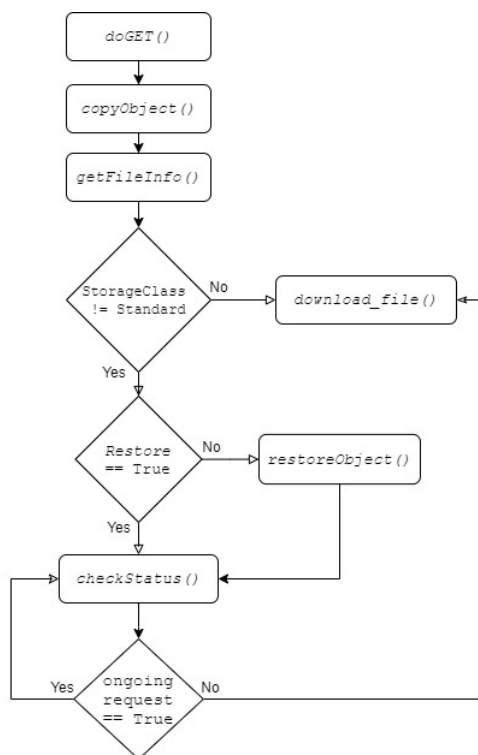 doGET()
copyObject()
getFileInfo()
StorageClass
!= Standard
No
download_file()
Yes
Restore
== True
No
restoreObject()
Yes
checkStatus()
Yes
ongoing
request
== True
No